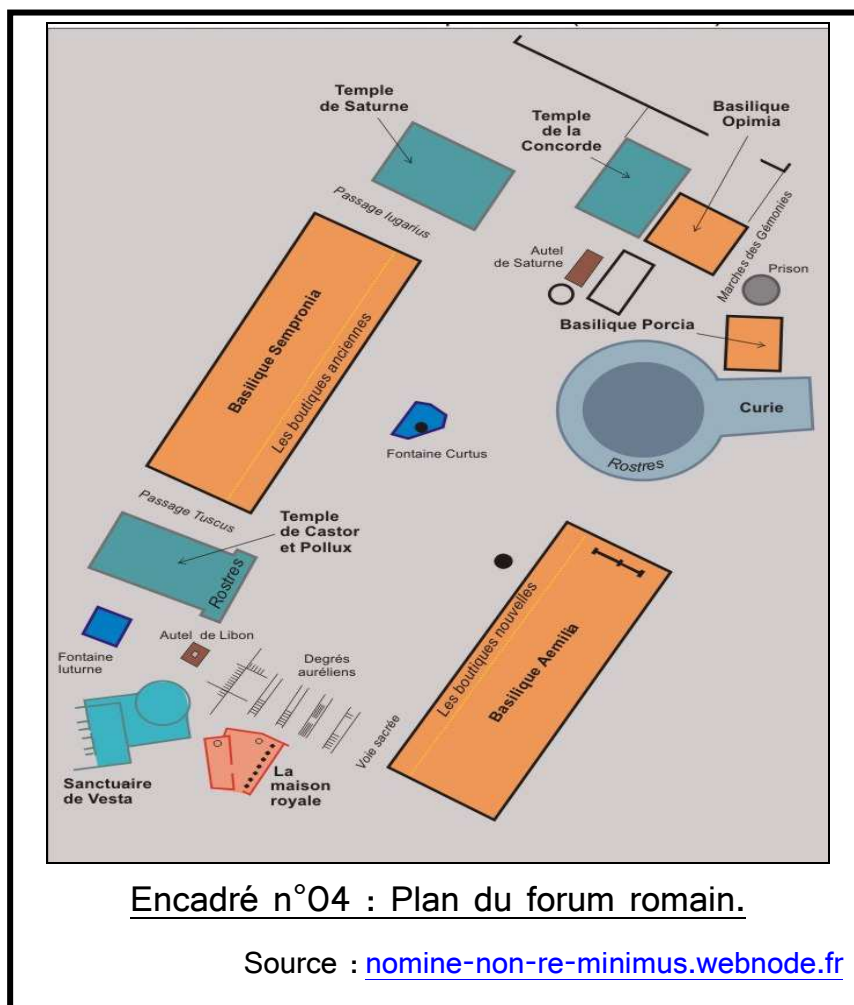 Temple
de Saturne
Temple
de la
Concorde
Basilique
Opimia
Passage Iugarius
Marches des Gémonies
Autel
de Saturne
Prison
Basilique Porcia
Basilique Sempronia
Les boutiques anciennes
Curie
Fontaine Curtus
Rostres
Passage Tuscus
Temple
de Castor
et Pollux
Rostres
Les boutiques nouvelles
Basilique Aemilia
Autel de Libon
Fontaine
Iuturne
Degrés
auréliens
Voie sacrée
Sanctuaire
de Vesta
La
maison
royale
Encadré n°04 : Plan du forum romain.
Source : nomine-non-re-minimus.webnode.fr